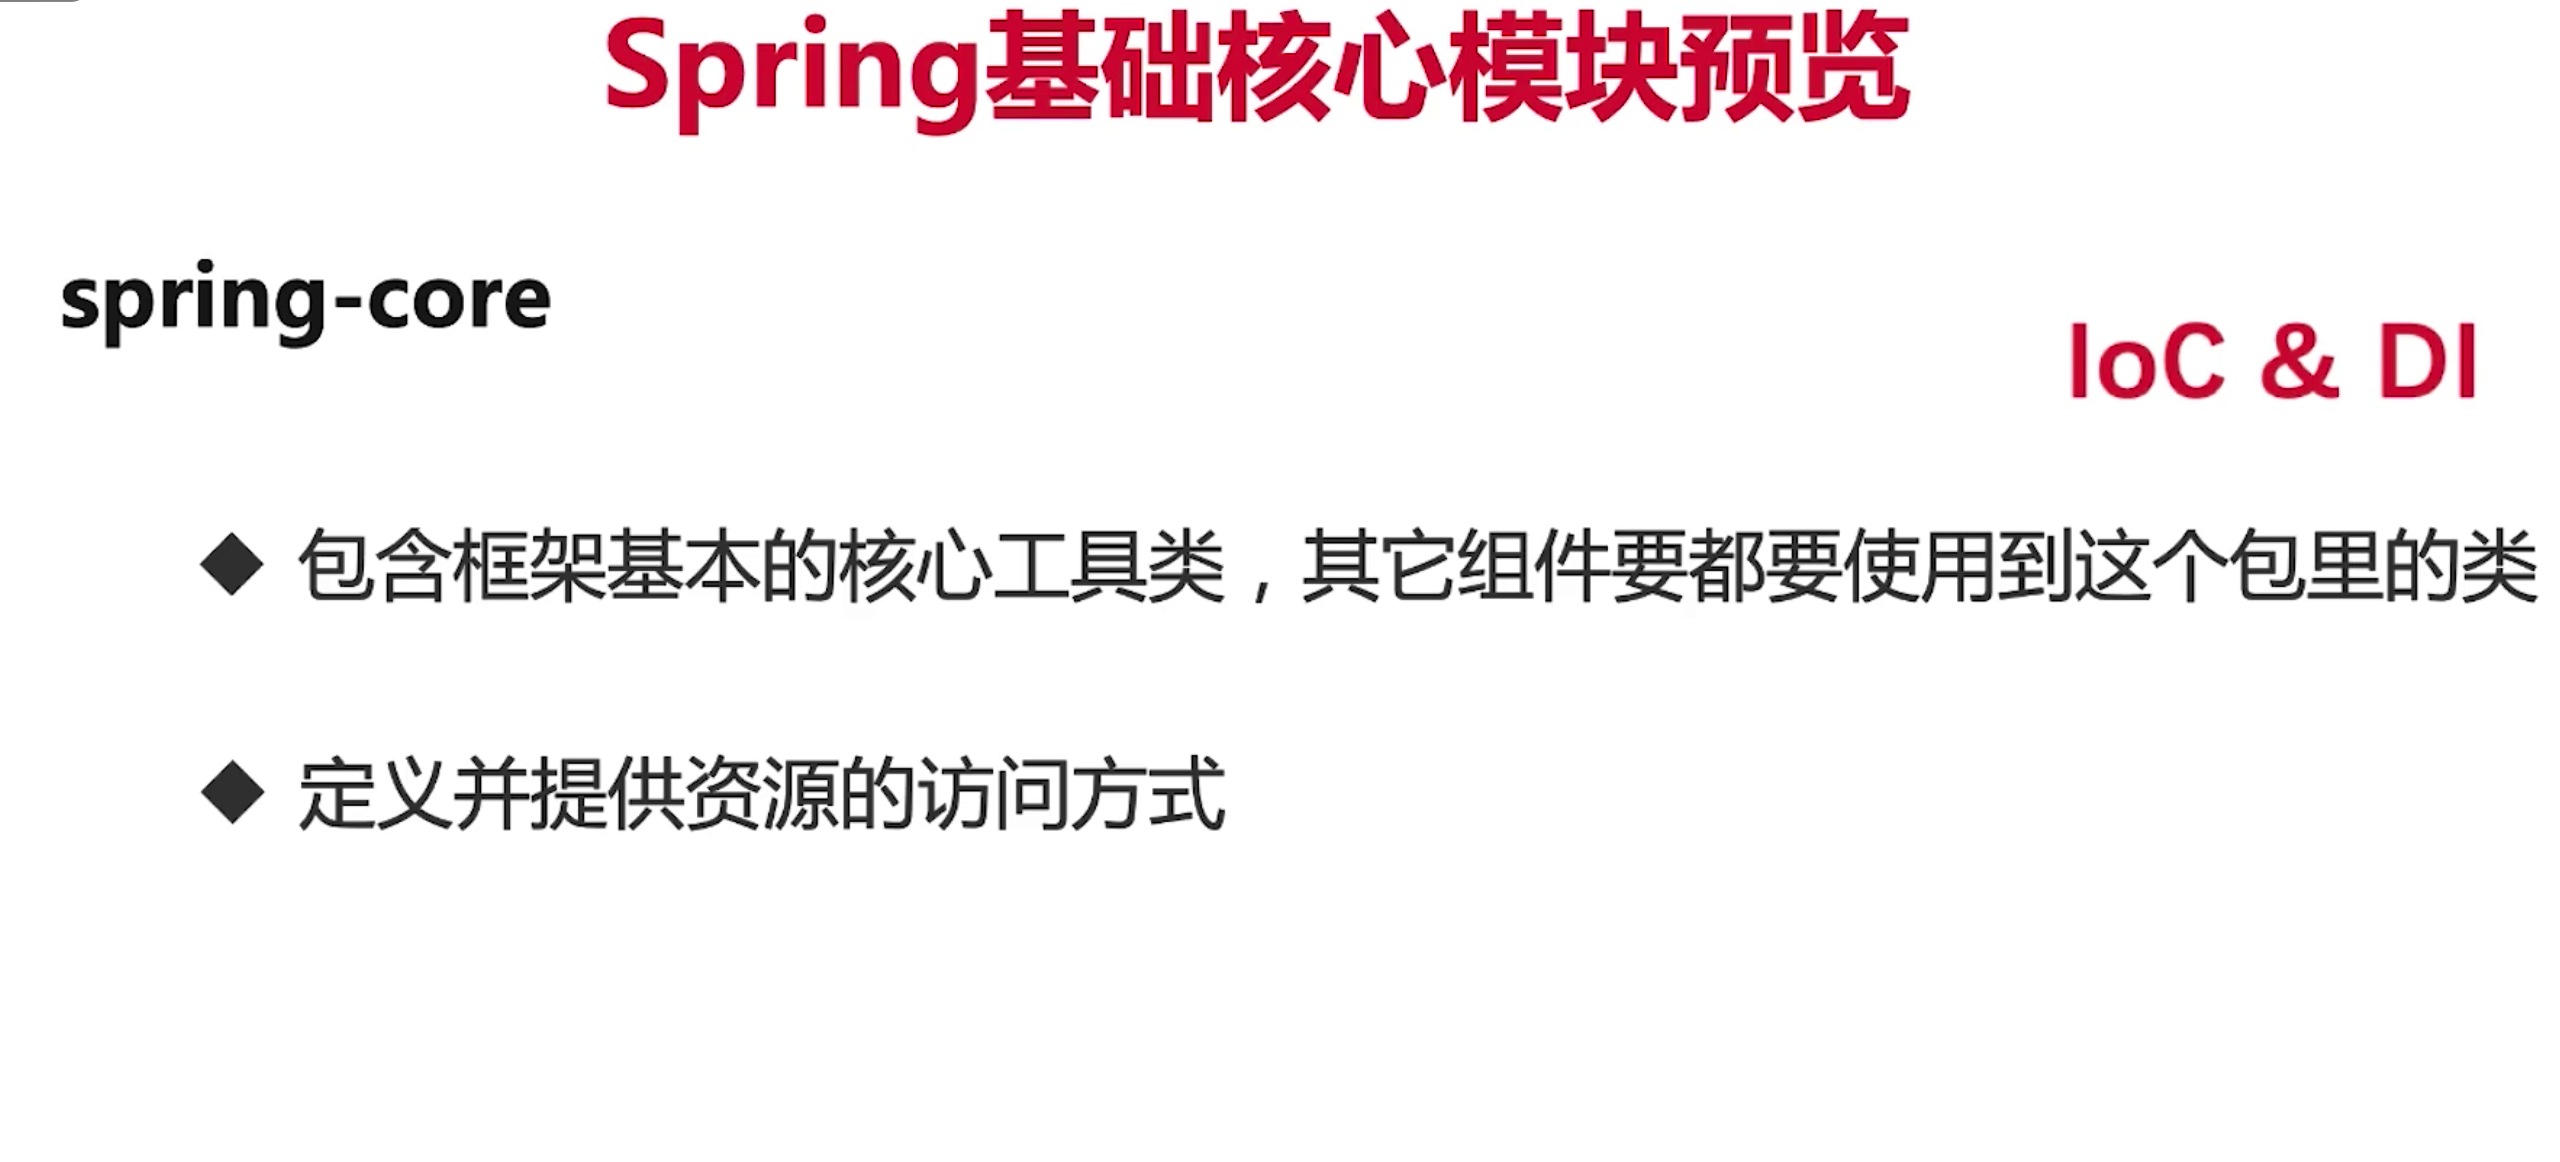 Spring基础核心模块预览
spring-core
IoC & DI
◆ 包含框架基本的核心工具类，其它组件要都要使用到这个包里的类
◆ 定义并提供资源的访问方式